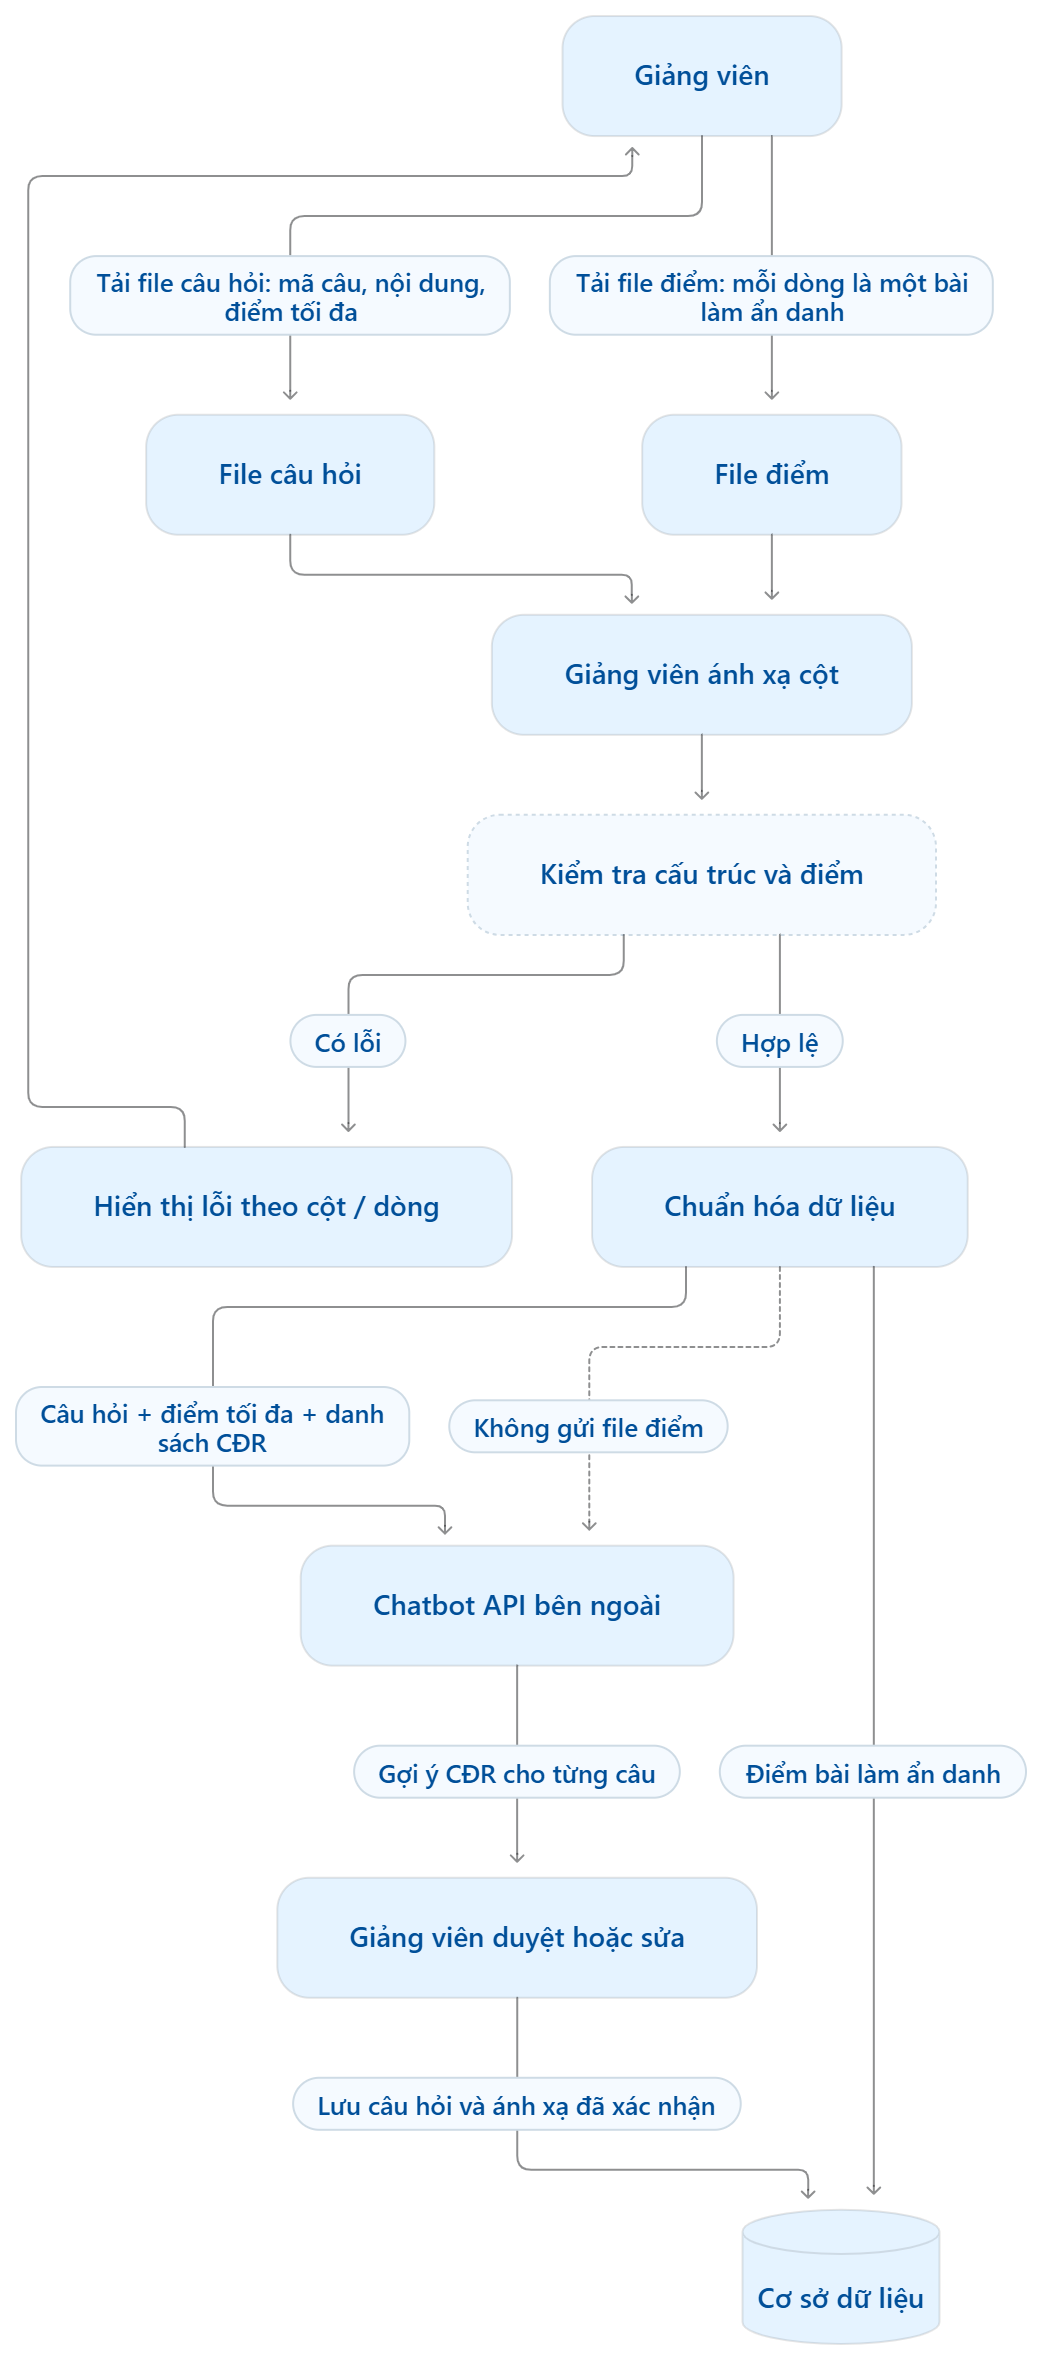 Giảng viên
Tải file câu hỏi: mã câu, nội dung,
điểm tối đa
Tải file điểm: mỗi dòng là một bài
làm ẩn danh
File câu hỏi
File điểm
Giảng viên ánh xạ cột
Kiểm tra cấu trúc và điểm
Có lỗi
Hợp lệ
Hiển thị lỗi theo cột / dòng
Chuẩn hóa dữ liệu
Câu hỏi + điểm tối đa + danh
sách CĐR
Không gửi file điểm
Chatbot API bên ngoài
Gợi ý CĐR cho từng câu
Điểm bài làm ẩn danh
Giảng viên duyệt hoặc sửa
Lưu câu hỏi và ánh xạ đã xác nhận
Cơ sở dữ liệu